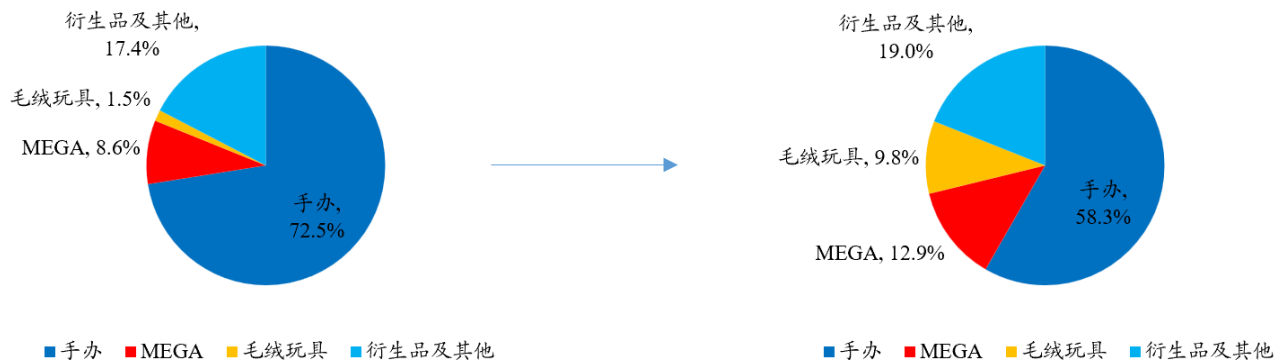 衍生品及其他,
17.4%
毛绒玩具, 1.5%
MEGA, 8.6%
手办,
72.5%
手办 MEGA 毛绒玩具 衍生品及其他
衍生品及其他,
19.0%
毛绒玩具, 9.8%
MEGA, 12.9%
手办,
58.3%
手办 MEGA 毛绒玩具 衍生品及其他